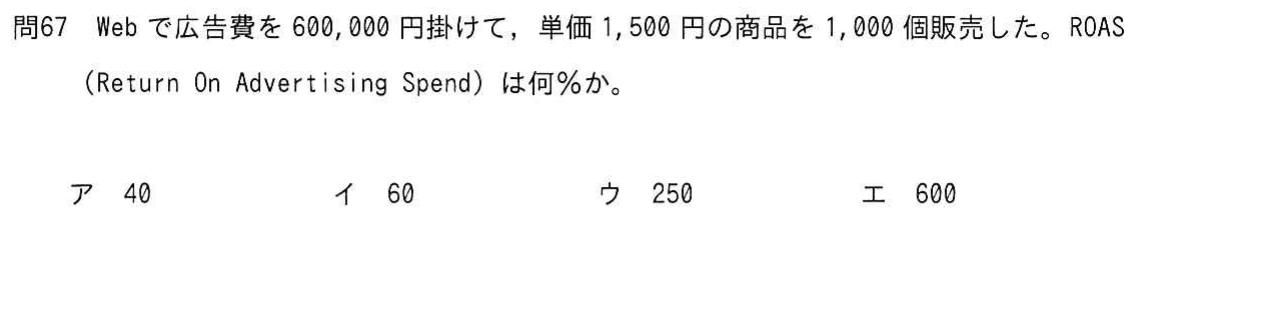 問67 Web で広告費を 600,000 円掛けて，単価 1,500 円の商品を 1,000 個販売した。ROAS
（Return On Advertising Spend）は何％か。
ア 40 イ 60 ウ 250 エ 600